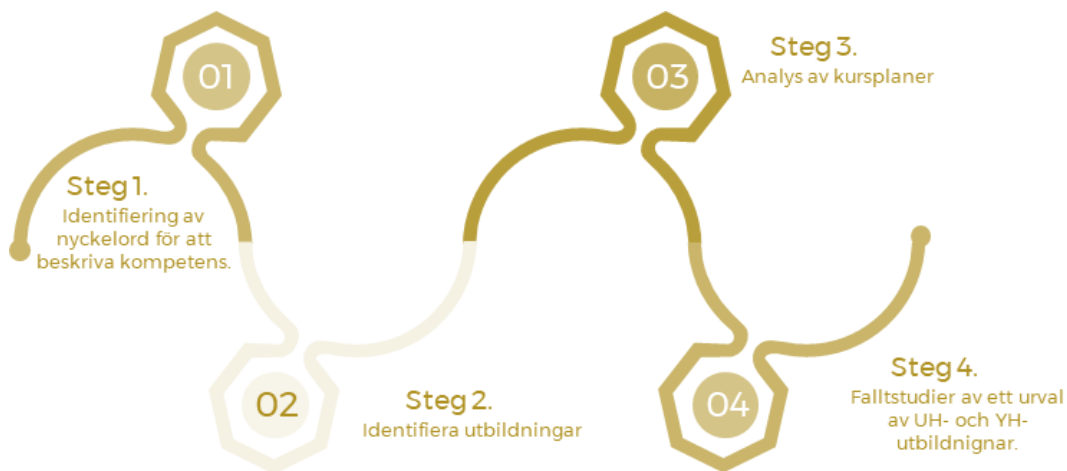 01
Steg 1.
Identifiering av
nyckelord för att
beskriva kompetens.
02
Steg 2.
Identifiera utbildningar
03
Steg 3.
Analys av kursplaner
04
Steg 4.
Falltstudier av ett urval
av UH- och YH-
utbildnignar.